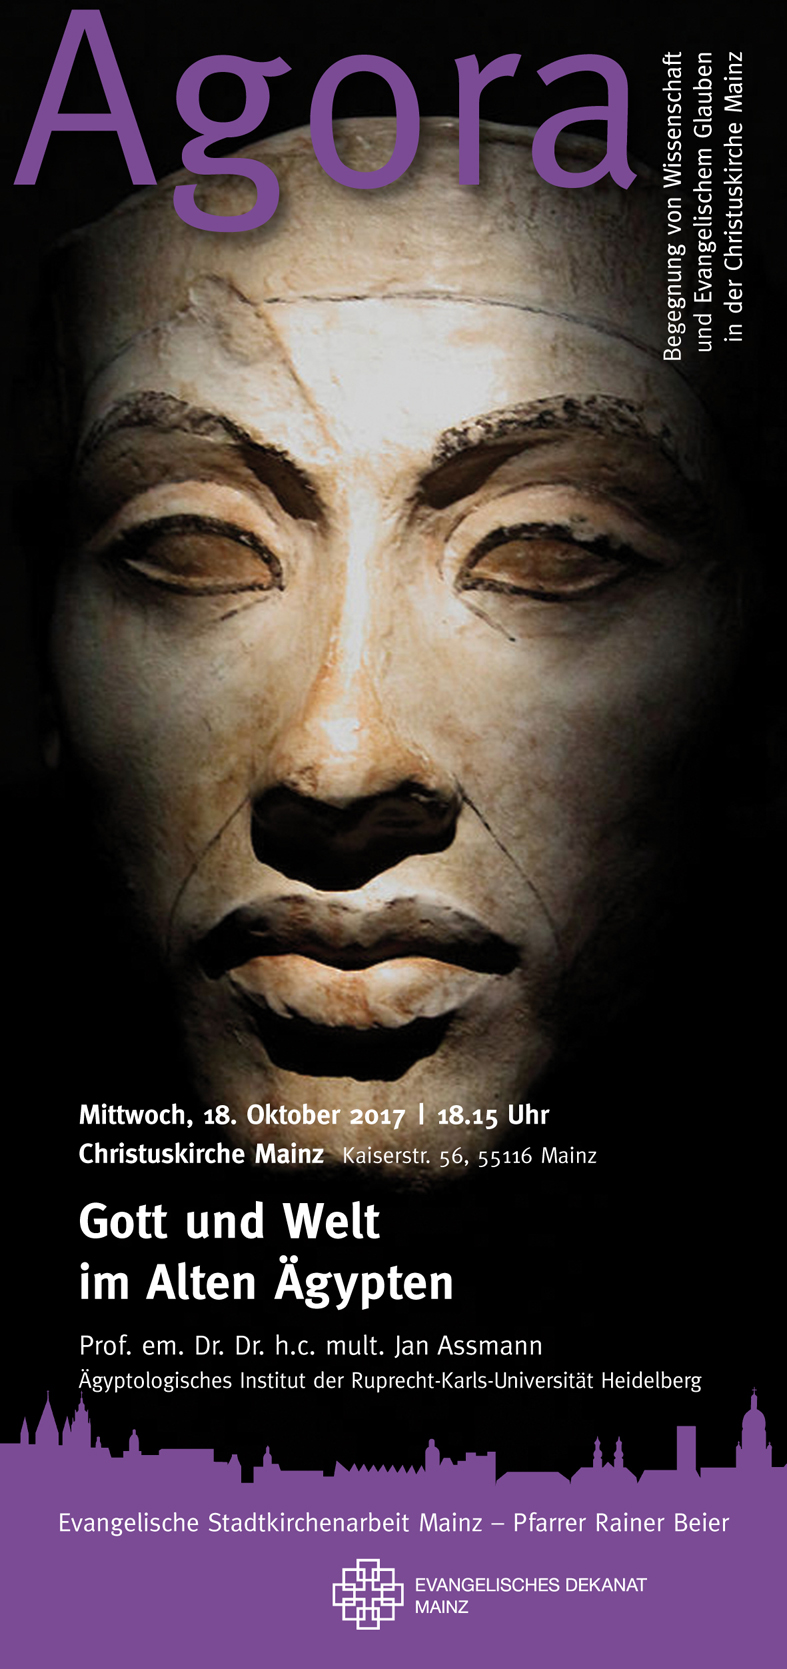 Agora
Begegnung von Wissenschaft
und Evangelischem Glauben
in der Christuskirche Mainz
Mittwoch, 18. Oktober 2017 | 18.15 Uhr
Christuskirche Mainz Kaiserstr. 56, 55116 Mainz
Gott und Welt
im Alten Ägypten
Prof. em. Dr. Dr. h.c. mult. Jan Assmann
Ägyptologisches Institut der Ruprecht-Karls-Universität Heidelberg
Evangelische Stadtkirchenarbeit Mainz – Pfarrer Rainer Beier
EVANGELISCHES DEKANAT
MAINZ